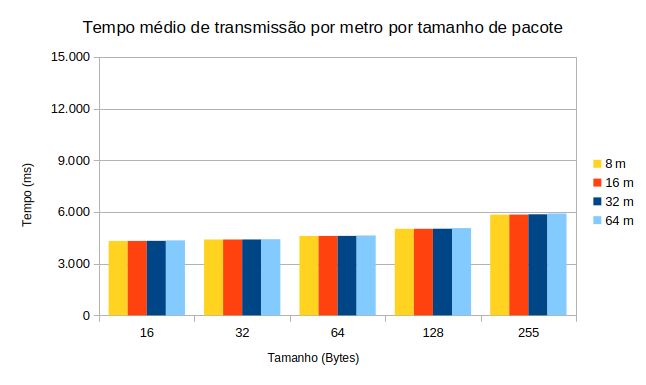 Tempo médio de transmissão por metro por tamanho de pacote
15.000
12.000
9.000
6.000
3.000
0
Tempo (ms)
16 32 64 128 255
Tamanho (Bytes)
8 m
16 m
32 m
64 m